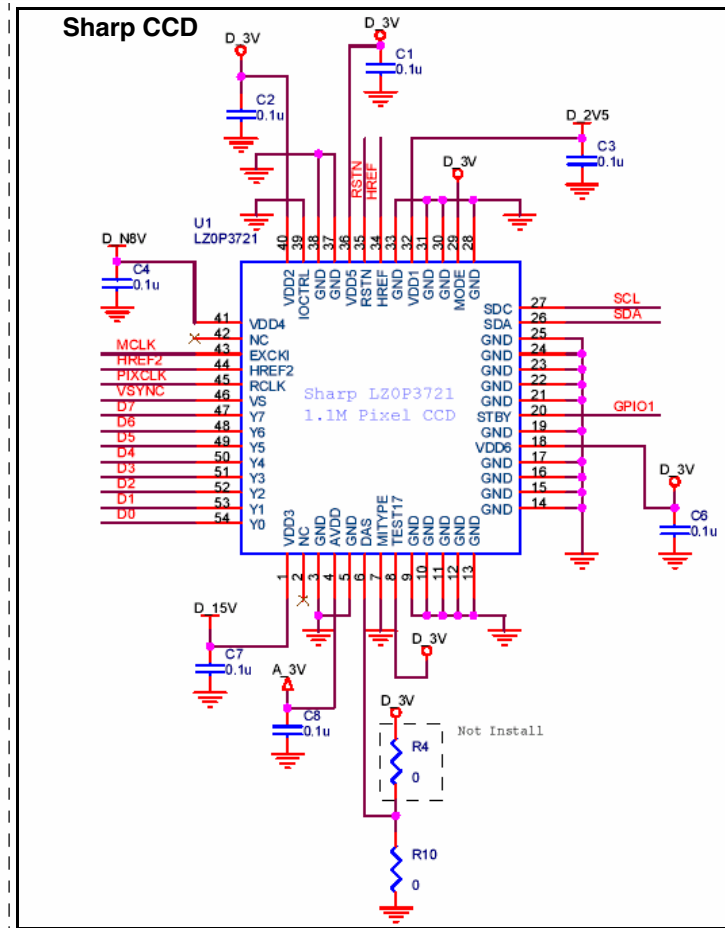 Sharp CCD
D_3V
D_3V
C1
0.1u
C2
0.1u
D_2V5
C3
0.1u
D_3V
RSTN
HREF
U1
LZ0P3721
D_N8V
C4
0.1u
40 39 38 37 36 35 34 33 32 31 30 29 28
VDD2 IOCTRL GND GND VDD5 RSTN HREF GND VDD1 GND GND MODE GND
41 VDD4
42 NC
MCLK 43 EXCKI
HREF2 44 HREF2
PIXCLK 45 RCLK
VSYNC 46 VS
D7 47 Y7
D6 48 Y6
D5 49 Y5
D4 50 Y4
D3 51 Y3
D2 52 Y2
D1 53 Y1
D0 54 Y0
Sharp LZ0P3721
1.1M Pixel CCD
SDC 27 SCL
SDA 26 SDA
GND 25
GND 24
GND 23
GND 22
GND 21
STBY 20 GPIO1
GND 19
VDD6 18
GND 17
GND 16
GND 15
GND 14
D_3V
C6
0.1u
VDD3 NC GND AVDD GND DAS MITYPE TEST17 GND GND GND GND GND
1 2 3 4 5 6 7 8 9 10 11 12 13
D_15V
C7
0.1u
A_3V
C8
0.1u
D_3V
D_3V
Not Install
R4
0
R10
0